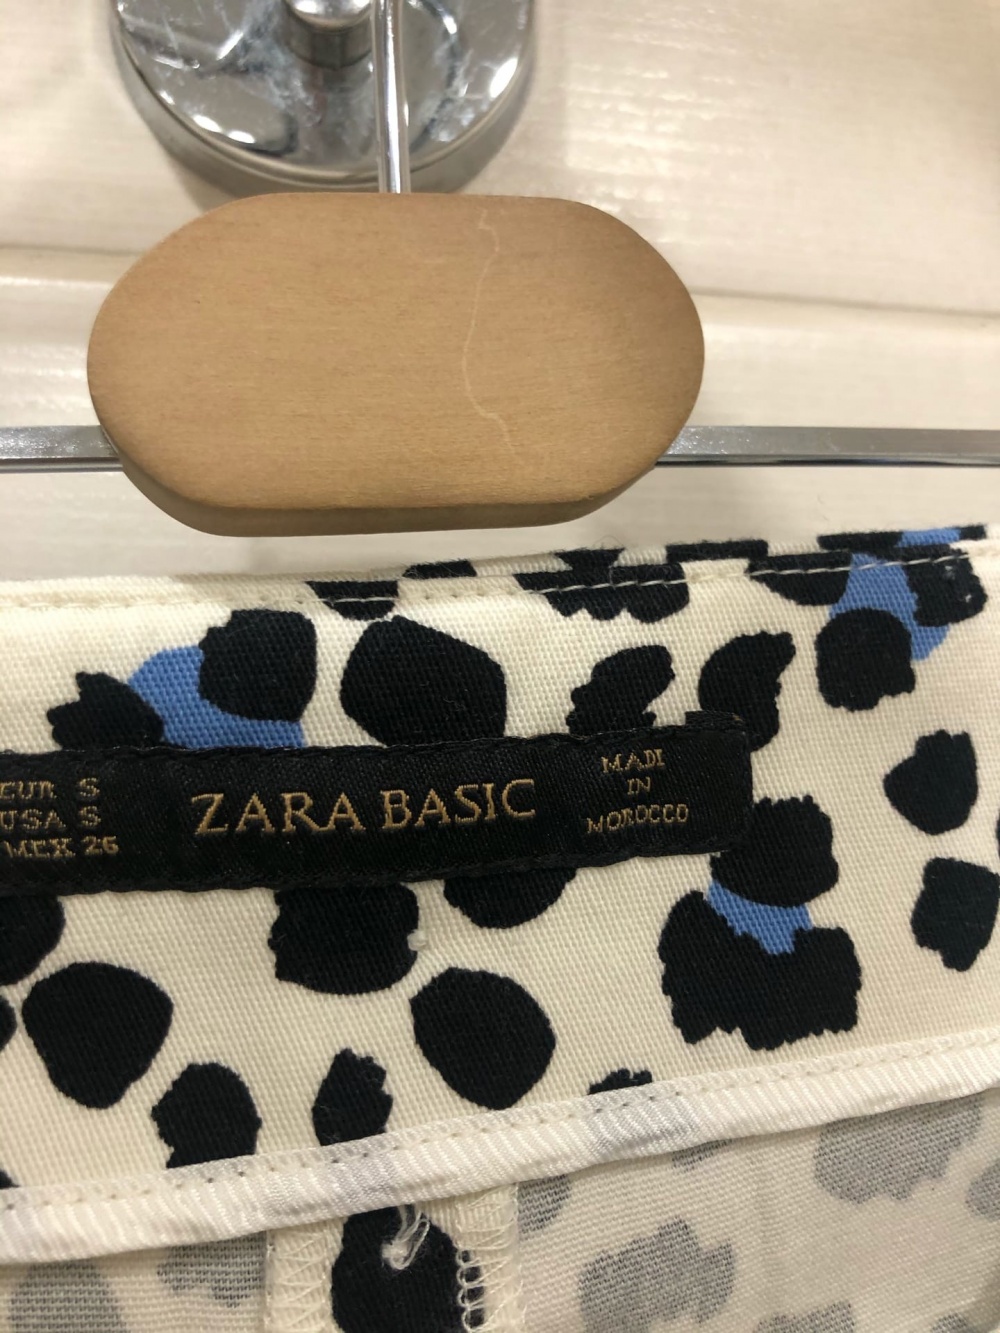 EUR S
USA S
MEX 26
ZARA BASIC
MADE
IN
MOROCCO